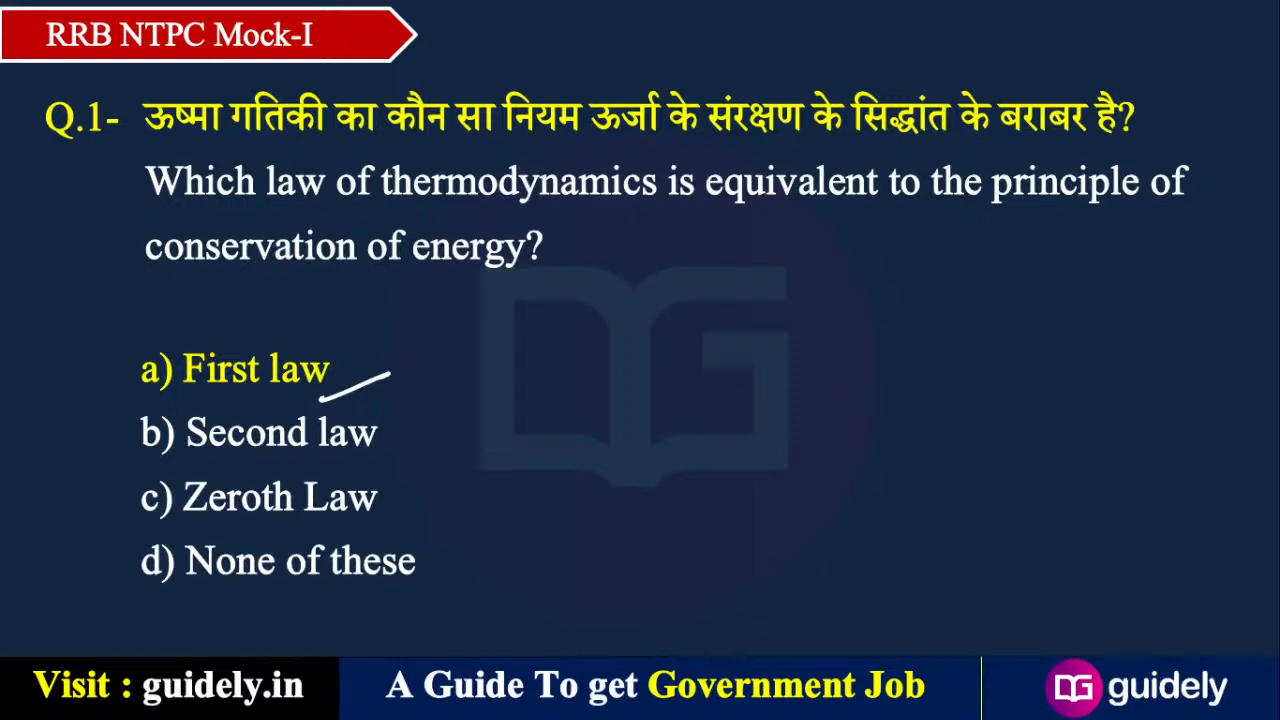 RRB NTPC Mock-I
Q.1- ऊष्मा गतिकी का कौन सा नियम ऊर्जा के संरक्षण के सिद्धांत के बराबर है?
Which law of thermodynamics is equivalent to the principle of
conservation of energy?
a) First law
b) Second law
c) Zeroth Law
d) None of these
Visit : guidely.in
A Guide To get Government Job
guidely